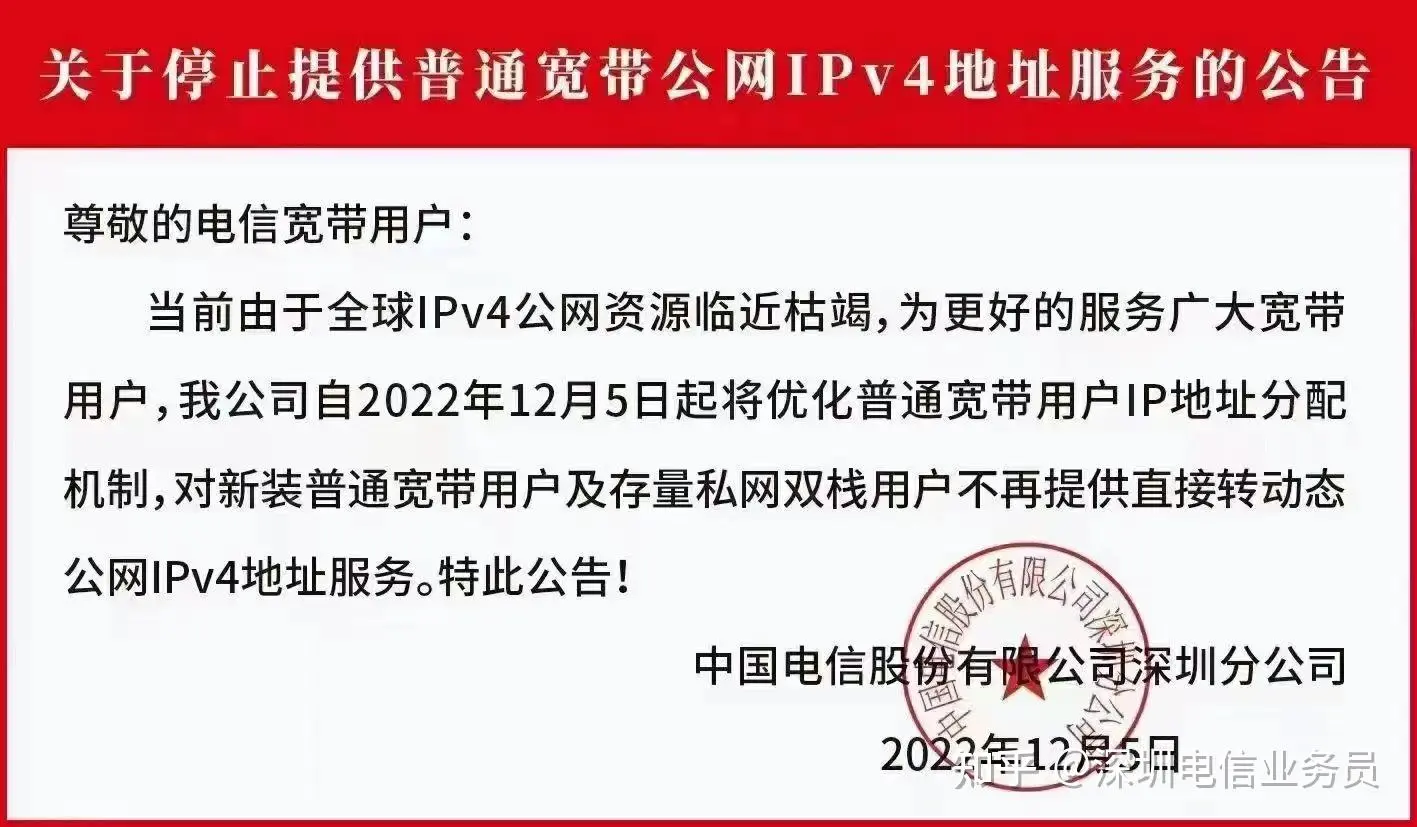 关于停止提供普通宽带公网IPv4地址服务的公告
尊敬的电信宽带用户：
当前由于全球IPv4公网资源临近枯竭，为更好的服务广大宽带
用户，我公司自2022年12月5日起将优化普通宽带用户IP地址分配
机制，对新装普通宽带用户及存量私网双栈用户不再提供直接转动态
公网IPv4地址服务。特此公告！
中国电信股份有限公司深圳分公司
2022年12月5日
中国电信股份有限公司深圳分公司
知乎 @深圳电信业务员